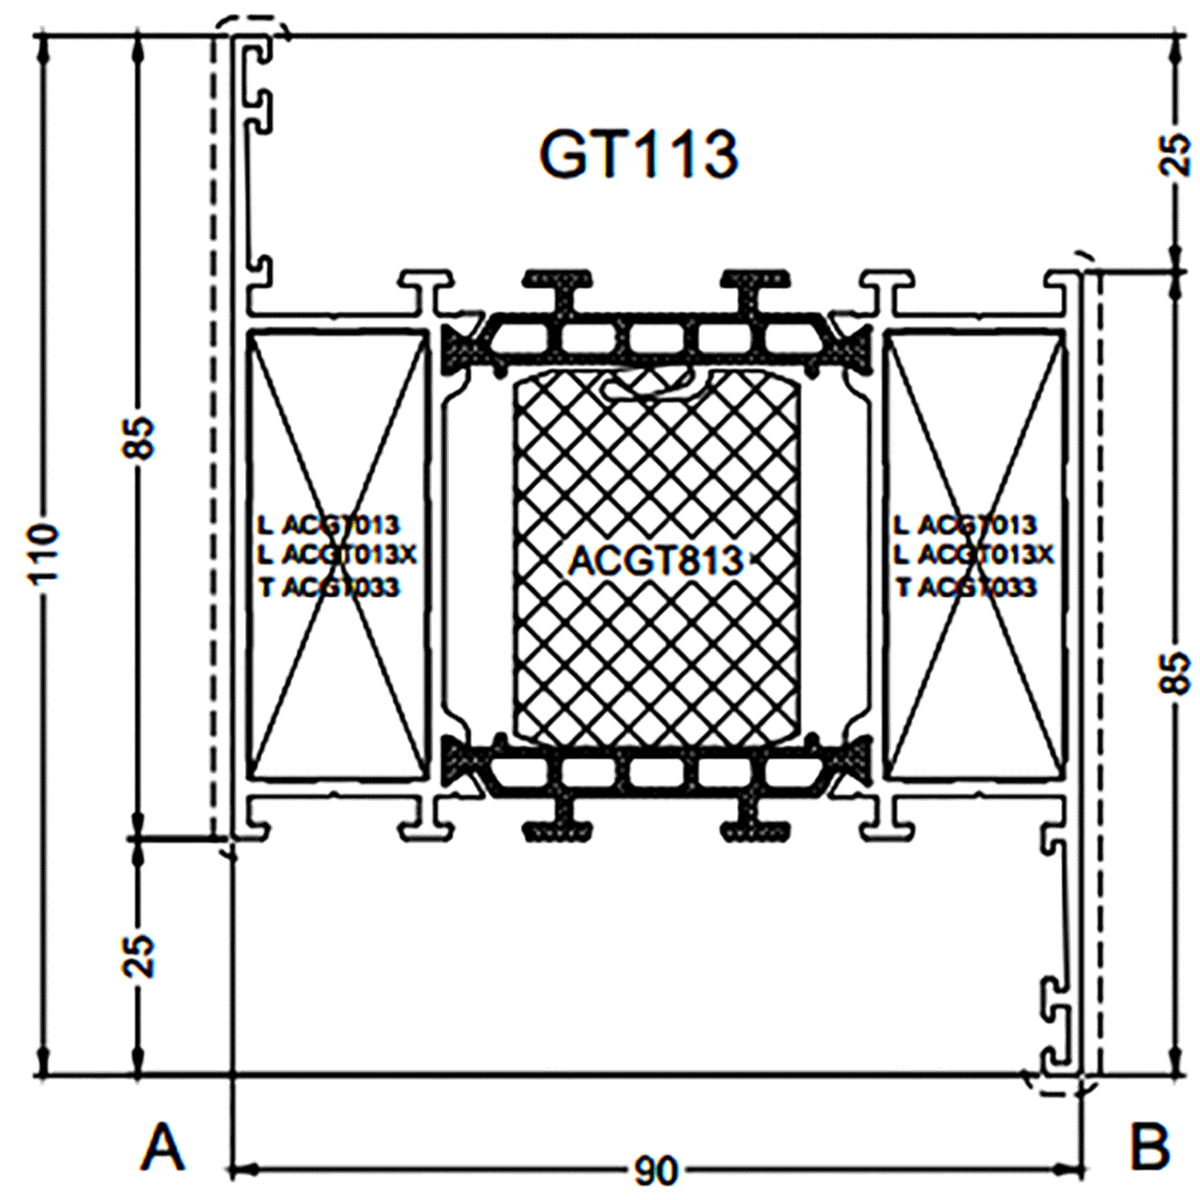 GT113
25
85
110
L ACGT013
L ACGT013X
T ACGT033
ACGT813
L ACGT013
L ACGT013X
T ACGT033
85
25
A
90
B